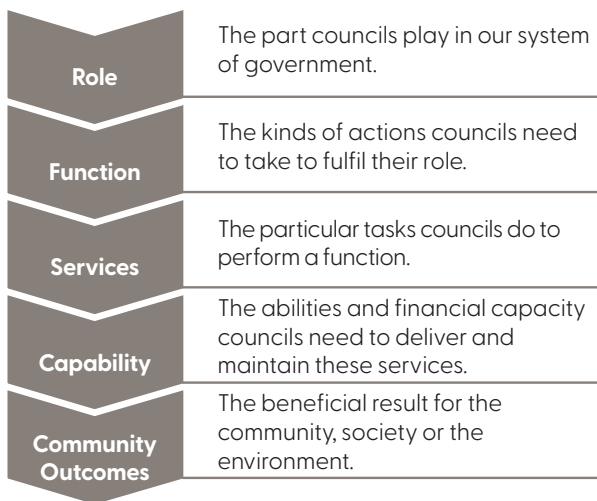 Role
The part councils play in our system
of government.
Function
The kinds of actions councils need
to take to fulfil their role.
Services
The particular tasks councils do to
perform a function.
Capability
The abilities and financial capacity
councils need to deliver and
maintain these services.
Community
Outcomes
The beneficial result for the
community, society or the
environment.